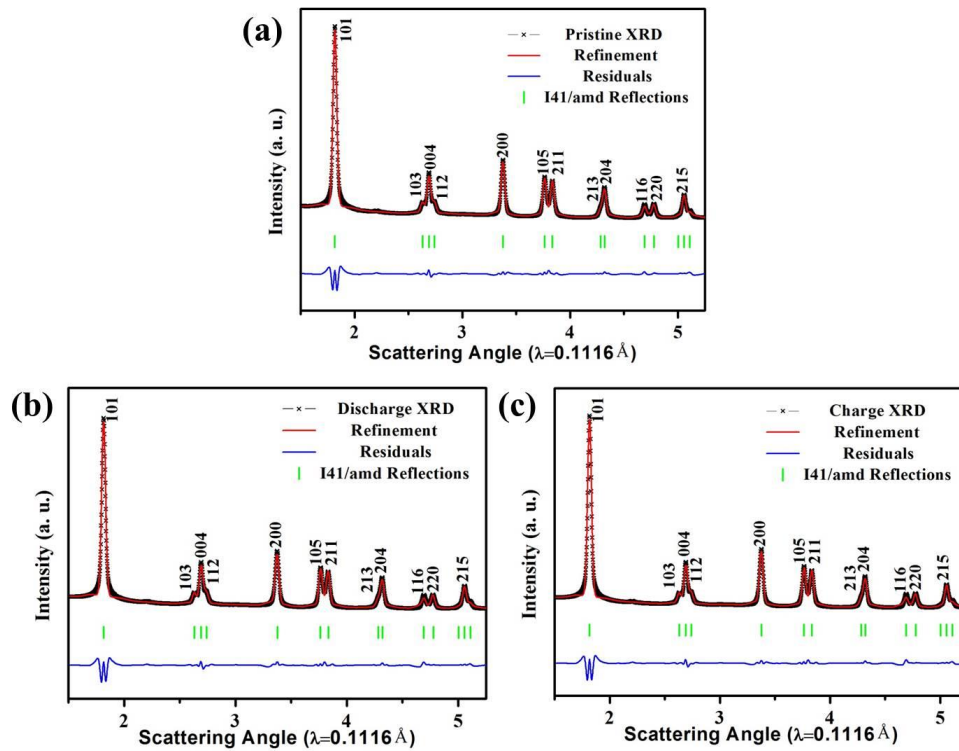 (a)
101
Pristine XRD
Refinement
Residuals
I41/amd Reflections
103
004
112
200
105
211
213
204
116
220
215
Intensity (a. u.)
2 3 4 5
Scattering Angle (λ=0.1116 Å)
(b)
101
Discharge XRD
Refinement
Residuals
I41/amd Reflections
103
004
112
200
105
211
213
204
116
220
215
Intensity (a. u.)
2 3 4 5
Scattering Angle (λ=0.1116 Å)
(c)
101
Charge XRD
Refinement
Residuals
I41/amd Reflections
103
004
112
200
105
211
213
204
116
220
215
Intensity (a. u.)
2 3 4 5
Scattering Angle (λ=0.1116 Å)